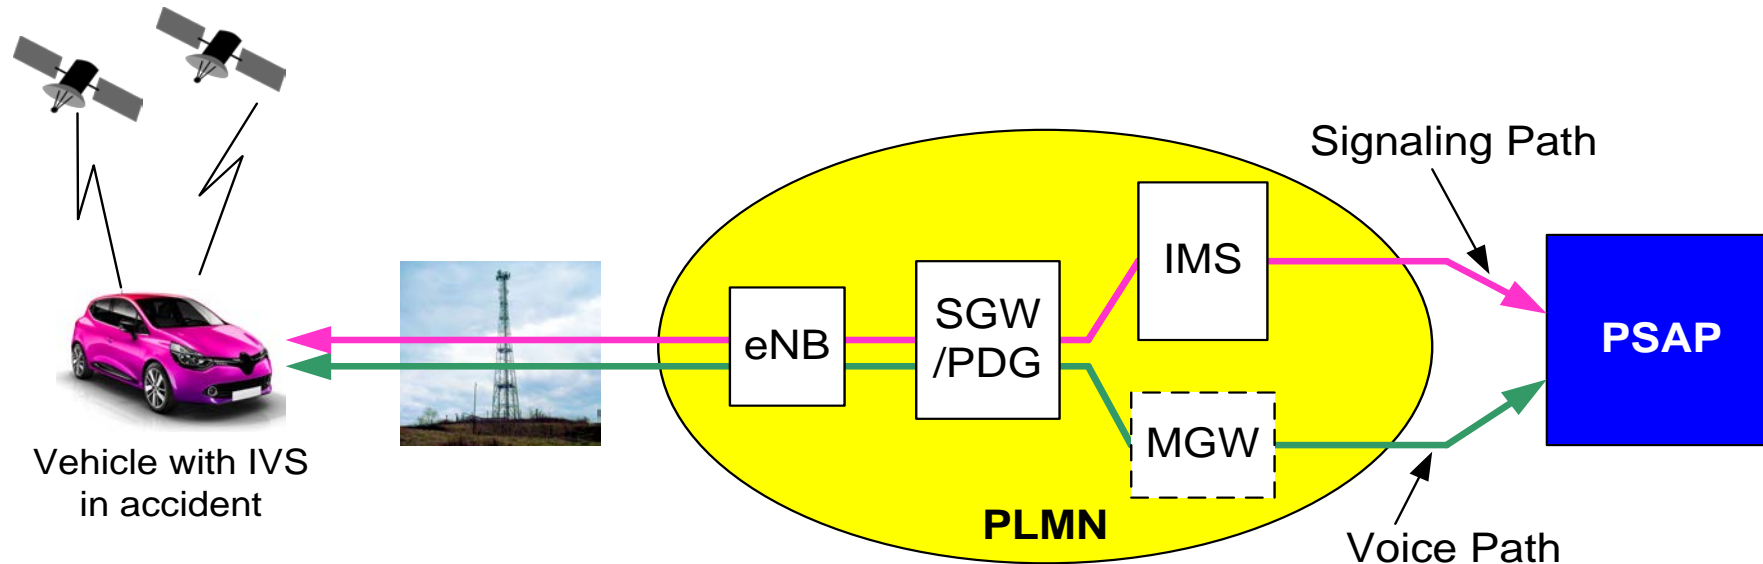 Signaling Path
IMS
eNB
SGW
/PDG
PSAP
MGW
Vehicle with IVS
in accident
PLMN
Voice Path